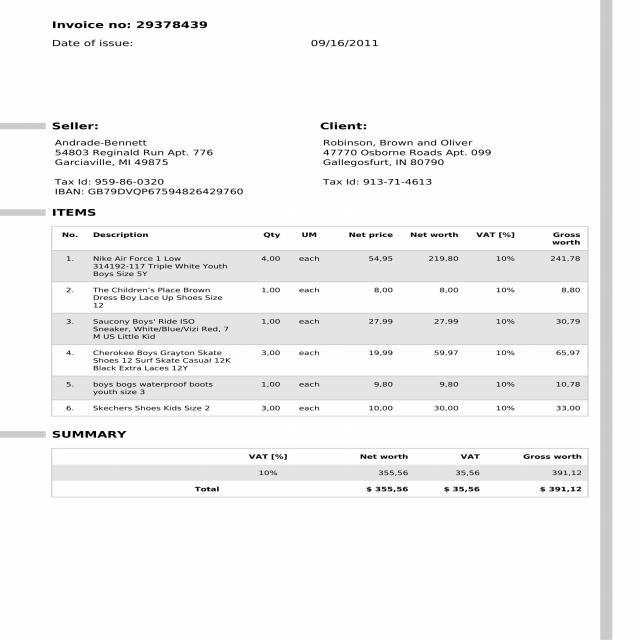 Invoice no: 29378439
Date of issue: 09/16/2011
Seller: Client:
Andrade-Bennett Robinson, Brown and Oliver
54803 Reginald Run Apt. 776 47770 Osborne Roads Apt. 099
Garciaville, MI 49875 Gallegosfurt, IN 80790
Tax Id: 959-86-0320 Tax Id: 913-71-4613
IBAN: GB79DVQP67594826429760
ITEMS
No. Description Qty UM Net price Net worth VAT [%] Gross
worth
1. Nike Air Force 1 Low 4,00 each 54,95 219,80 10% 241,78
314192-117 Triple White Youth
Boys Size 5Y
2. The Children's Place Brown 1,00 each 8,00 8,00 10% 8,80
Dress Boy Lace Up Shoes Size
12
3. Saucony Boys' Ride ISO 1,00 each 27,99 27,99 10% 30,79
Sneaker, White/Blue/Vizi Red, 7
M US Little Kid
4. Cherokee Boys Grayton Skate 3,00 each 19,99 59,97 10% 65,97
Shoes 12 Surf Skate Casual 12K
Black Extra Laces 12Y
5. boys bogs waterproof boots 1,00 each 9,80 9,80 10% 10,78
youth size 3
6. Skechers Shoes Kids Size 2 3,00 each 10,00 30,00 10% 33,00
SUMMARY
VAT [%] Net worth VAT Gross worth
10% 355,56 35,56 391,12
Total $ 355,56 $ 35,56 $ 391,12